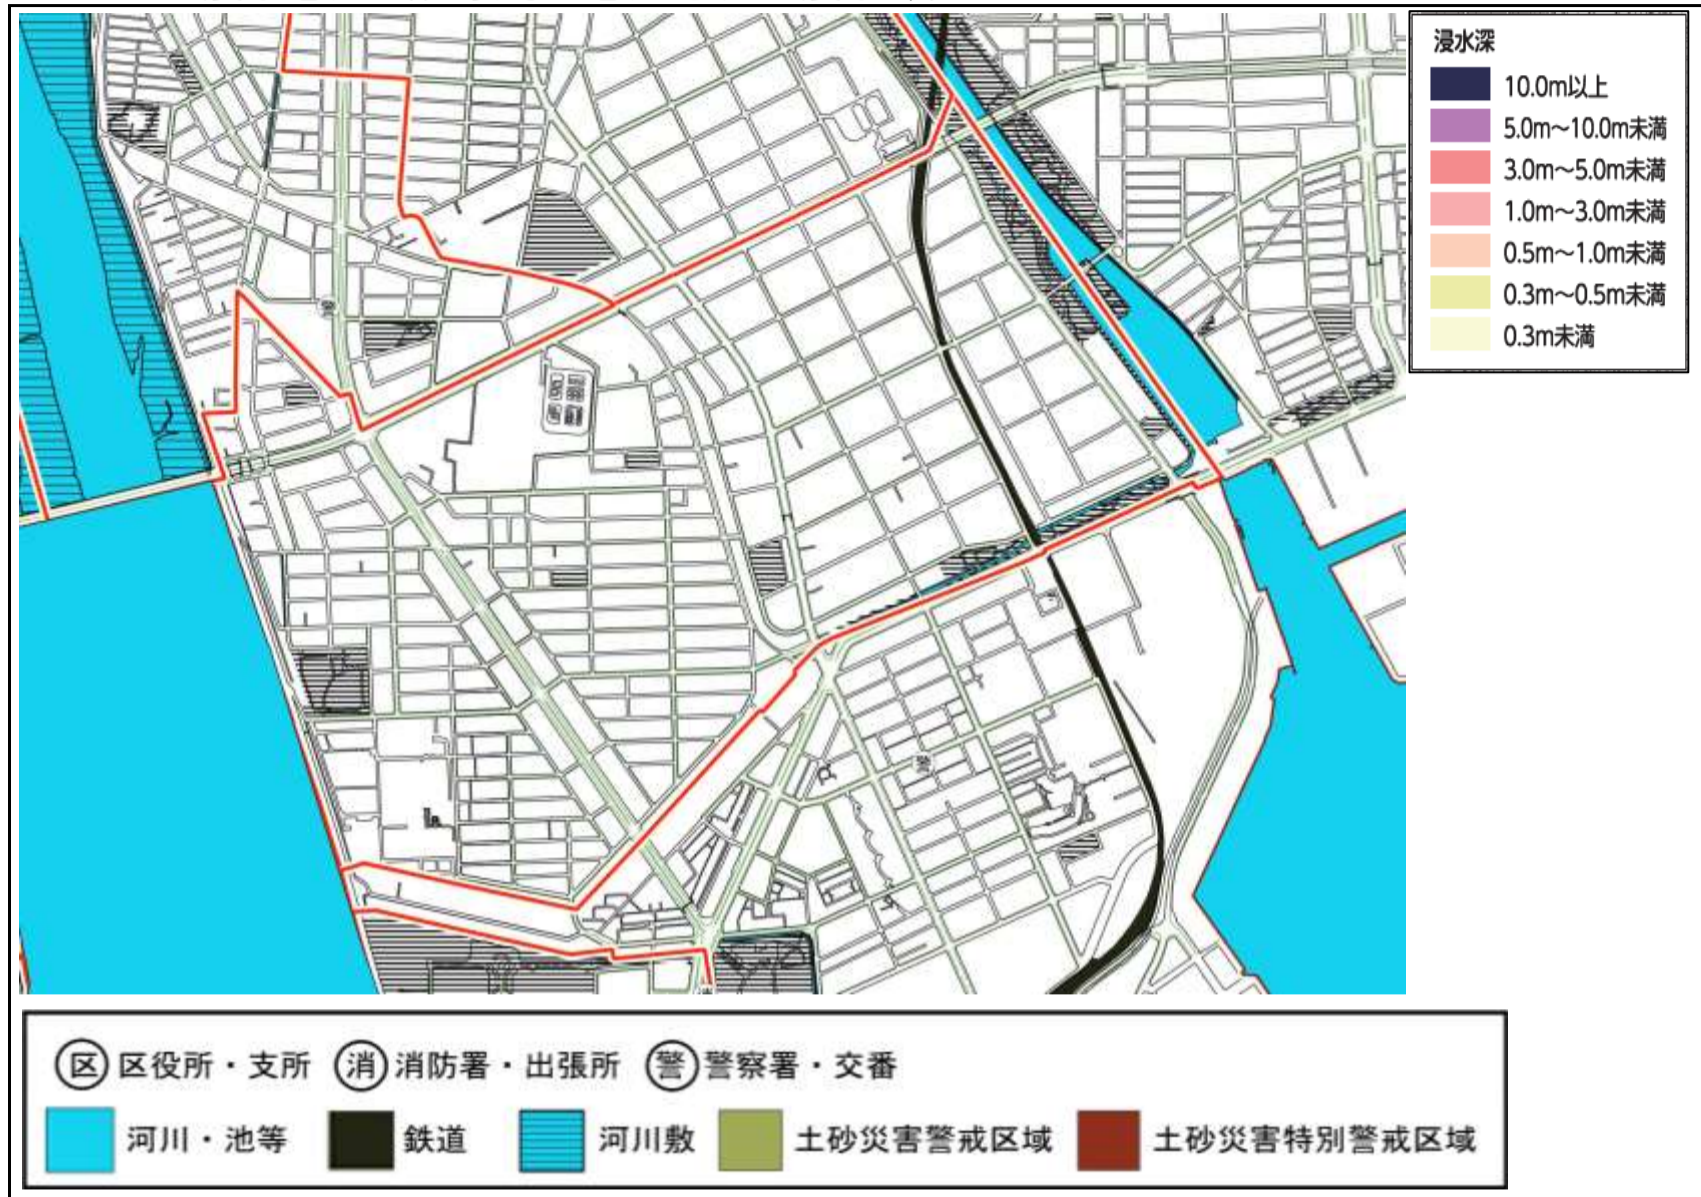 浸水深
10.0m以上
5.0m～10.0m未満
3.0m～5.0m未満
1.0m～3.0m未満
0.5m～1.0m未満
0.3m～0.5m未満
0.3m未満
区 区役所・支所 消 消防署・出張所 警 警察署・交番
河川・池等 鉄道 河川敷 土砂災害警戒区域 土砂災害特別警戒区域